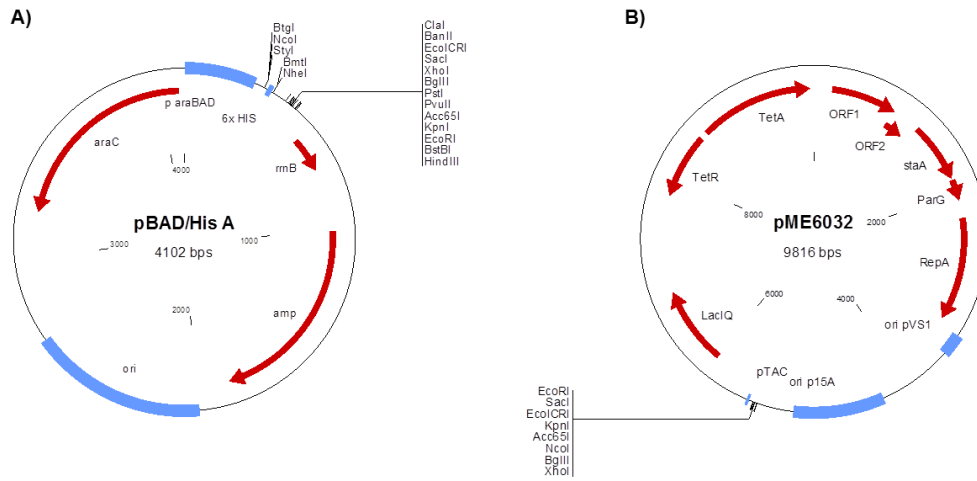 A)
BtgI
NcoI
StyI
BmtI
NheI
ClaI
BanII
EcoICRI
SacI
XhoI
BglII
PstI
PvuII
Acc65I
KpnI
EcoRI
BstBI
HindIII
p araBAD
6x HIS
araC
4000
rrnB
pBAD/His A
4102 bps
3000
1000
2000
amp
ori
B)
TetA
ORF1
ORF2
staA
TetR
ParG
8000
2000
pME6032
9816 bps
RepA
6000
4000
LacIQ
ori pVS1
pTAC
ori p15A
EcoRI
SacI
EcoICRI
KpnI
Acc65I
NcoI
BglII
XhoI